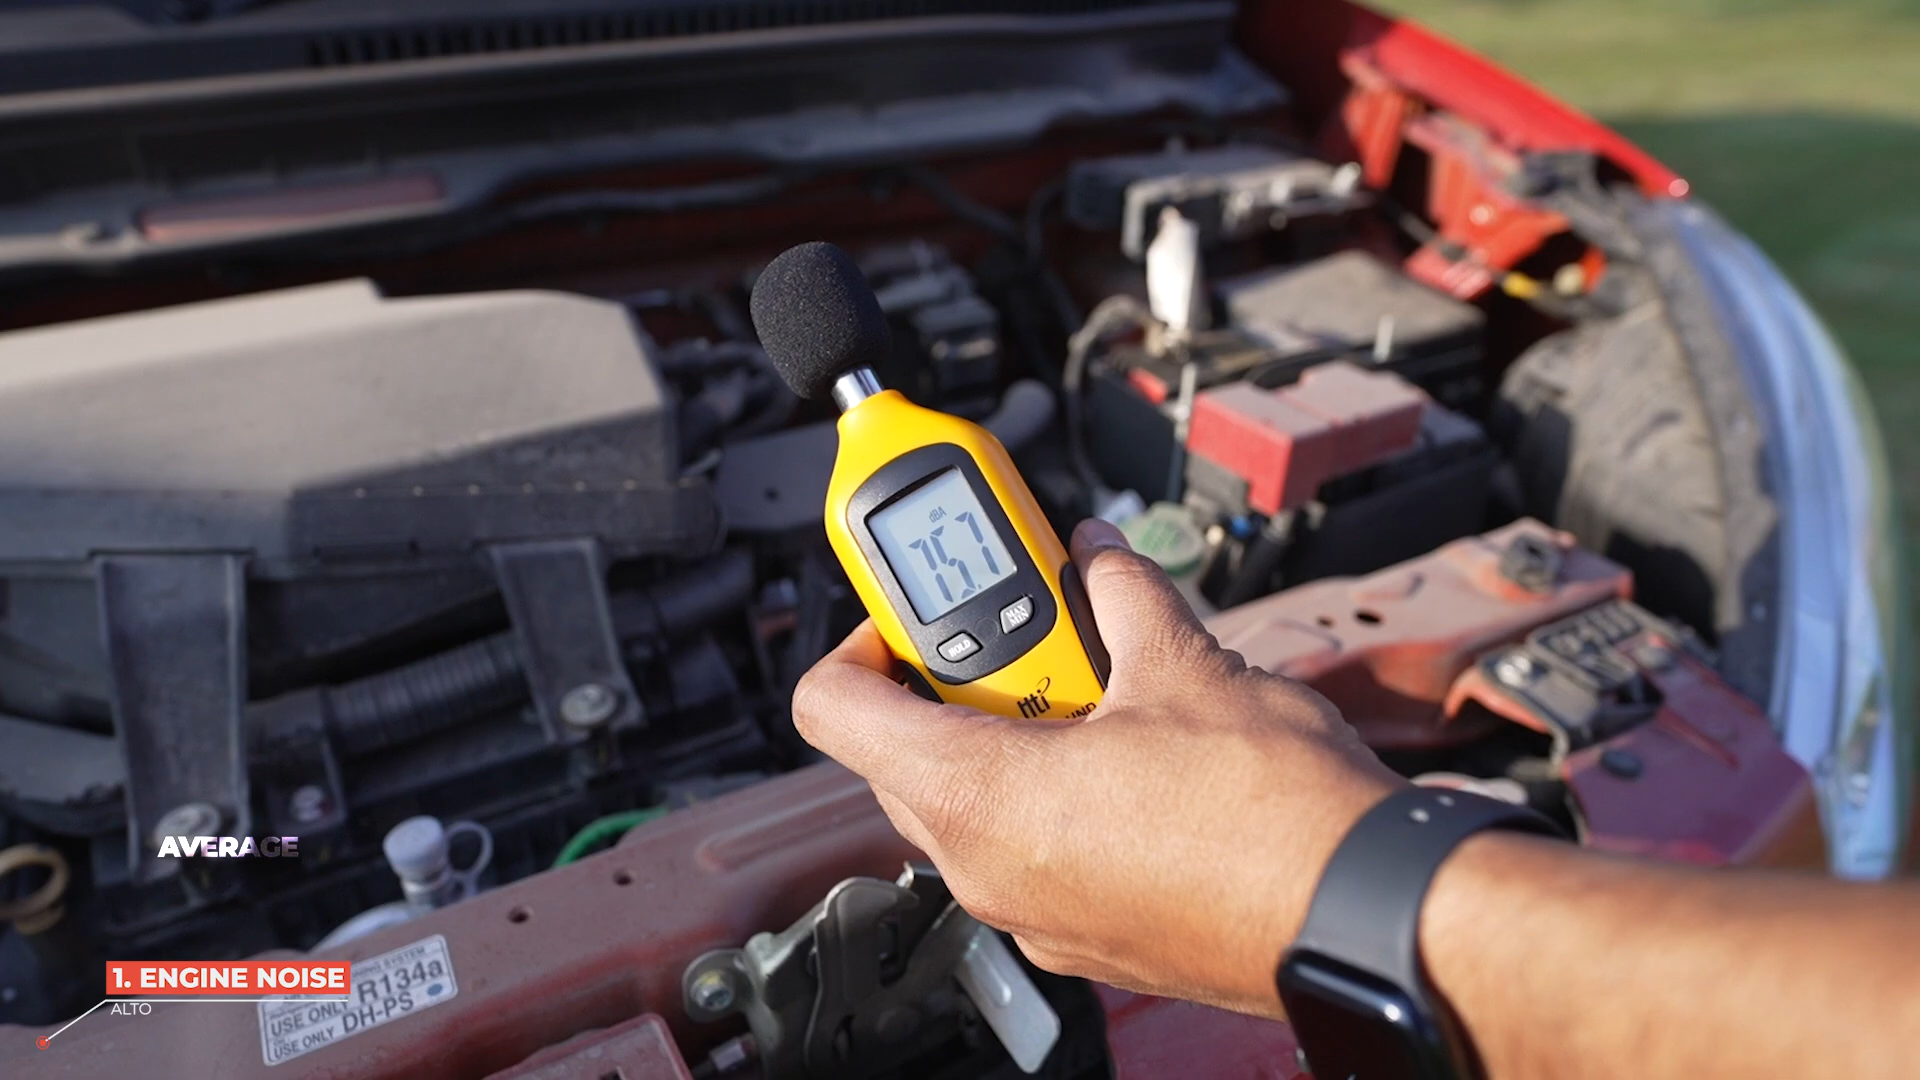 dBA
75.7
MAX
MIN
HOLD
Hti
AVERAGE
1. ENGINE NOISE
ALTO
R134a
USE ONLY
DH-PS
USE ONLY